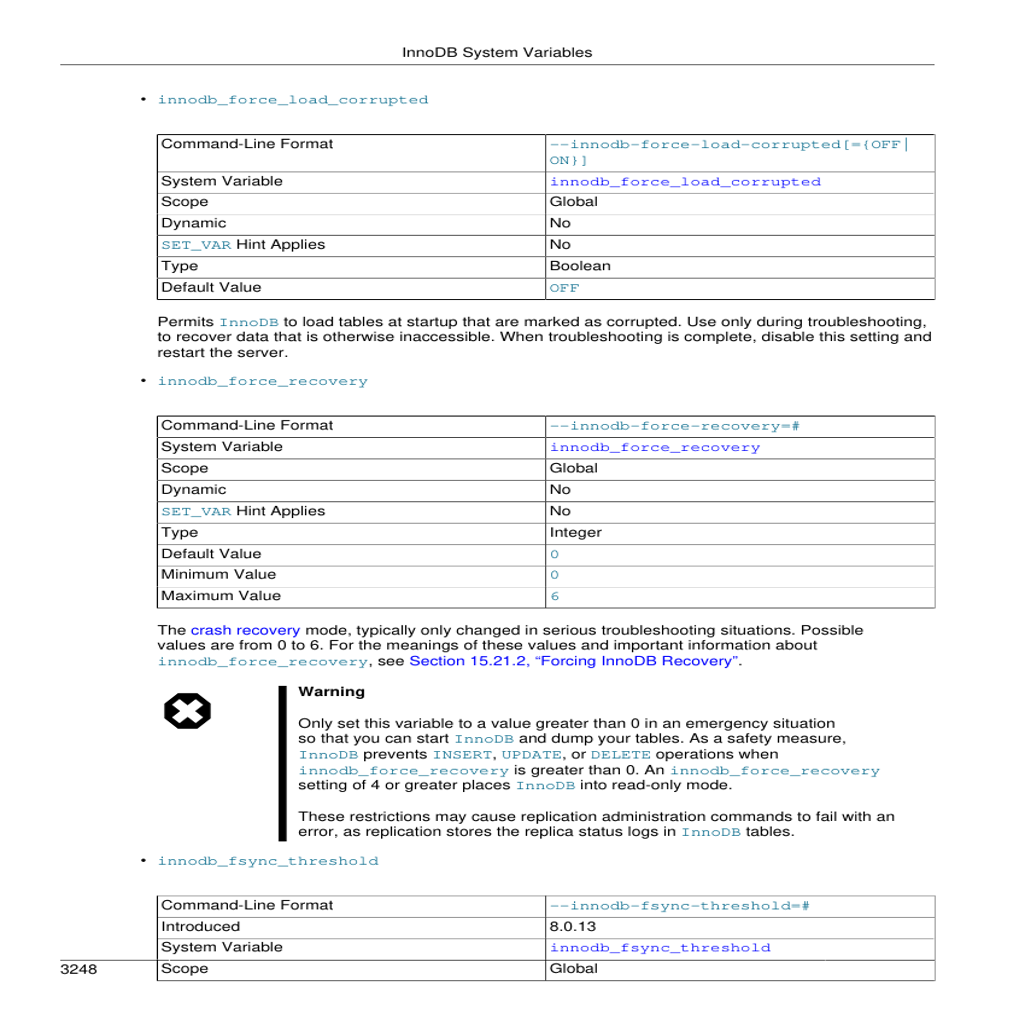 InnoDB System Variables
• innodb_force_load_corrupted
Command-Line Format --innodb-force-load-corrupted[={OFF|
ON}]
System Variable innodb_force_load_corrupted
Scope Global
Dynamic No
SET_VAR Hint Applies No
Type Boolean
Default Value OFF
Permits InnoDB to load tables at startup that are marked as corrupted. Use only during troubleshooting,
to recover data that is otherwise inaccessible. When troubleshooting is complete, disable this setting and
restart the server.
• innodb_force_recovery
Command-Line Format --innodb-force-recovery=#
System Variable innodb_force_recovery
Scope Global
Dynamic No
SET_VAR Hint Applies No
Type Integer
Default Value 0
Minimum Value 0
Maximum Value 6
The crash recovery mode, typically only changed in serious troubleshooting situations. Possible
values are from 0 to 6. For the meanings of these values and important information about
innodb_force_recovery, see Section 15.21.2, “Forcing InnoDB Recovery”.
Warning
Only set this variable to a value greater than 0 in an emergency situation
so that you can start InnoDB and dump your tables. As a safety measure,
InnoDB prevents INSERT, UPDATE, or DELETE operations when
innodb_force_recovery is greater than 0. An innodb_force_recovery
setting of 4 or greater places InnoDB into read-only mode.
These restrictions may cause replication administration commands to fail with an
error, as replication stores the replica status logs in InnoDB tables.
• innodb_fsync_threshold
Command-Line Format --innodb-fsync-threshold=#
Introduced 8.0.13
System Variable innodb_fsync_threshold
Scope Global
3248